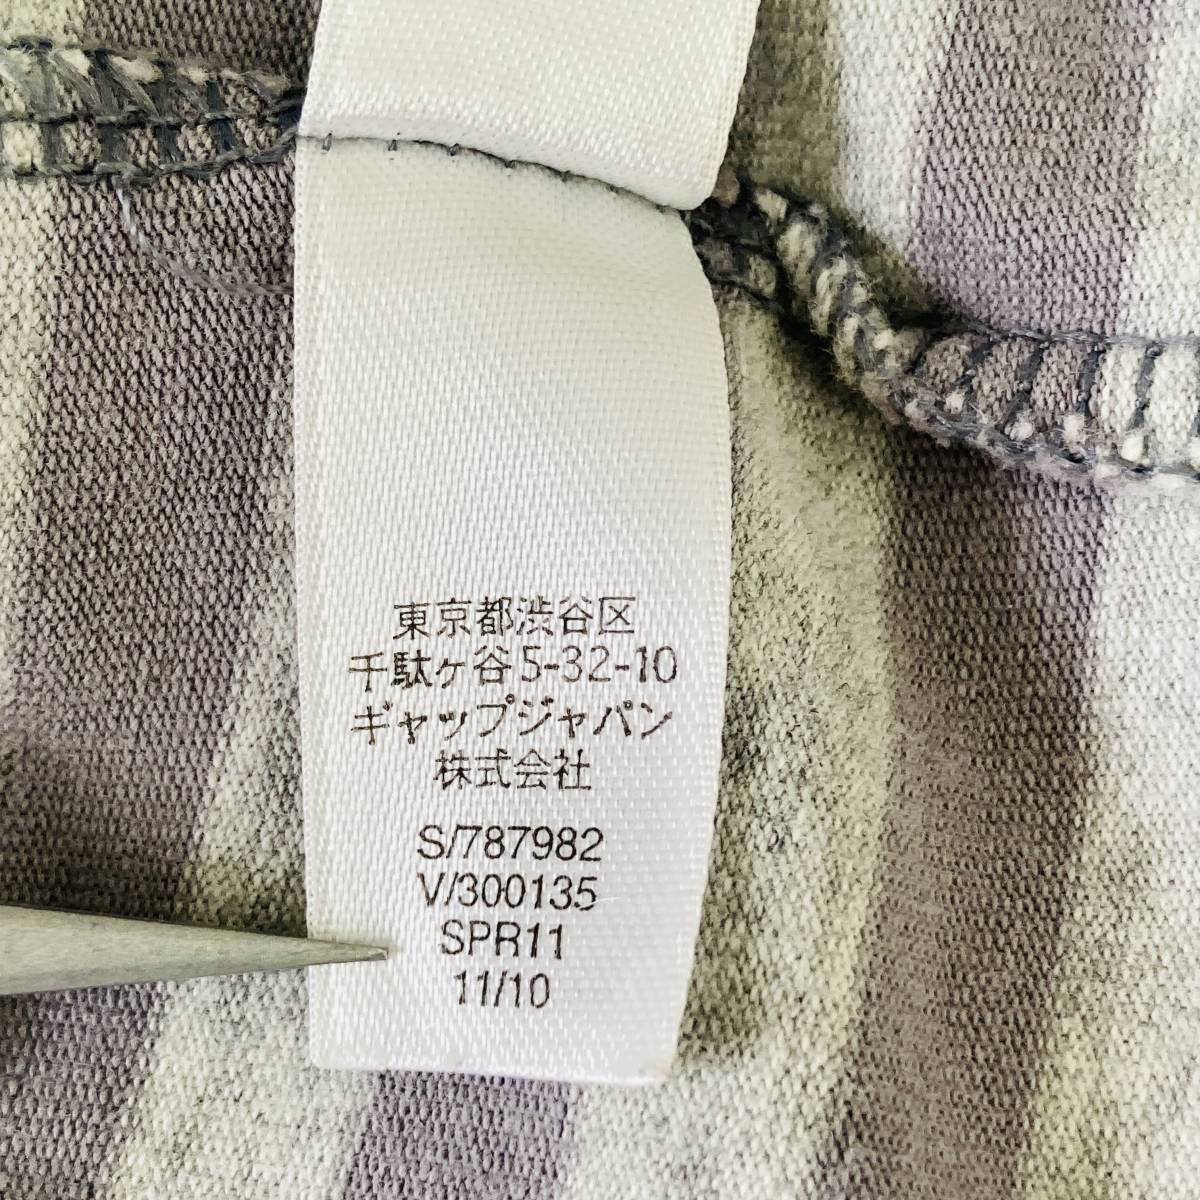 東京都渋谷区
千駄ヶ谷5-32-10
ギャップジャパン
株式会社
S/787982
V/300135
SPR11
11/10